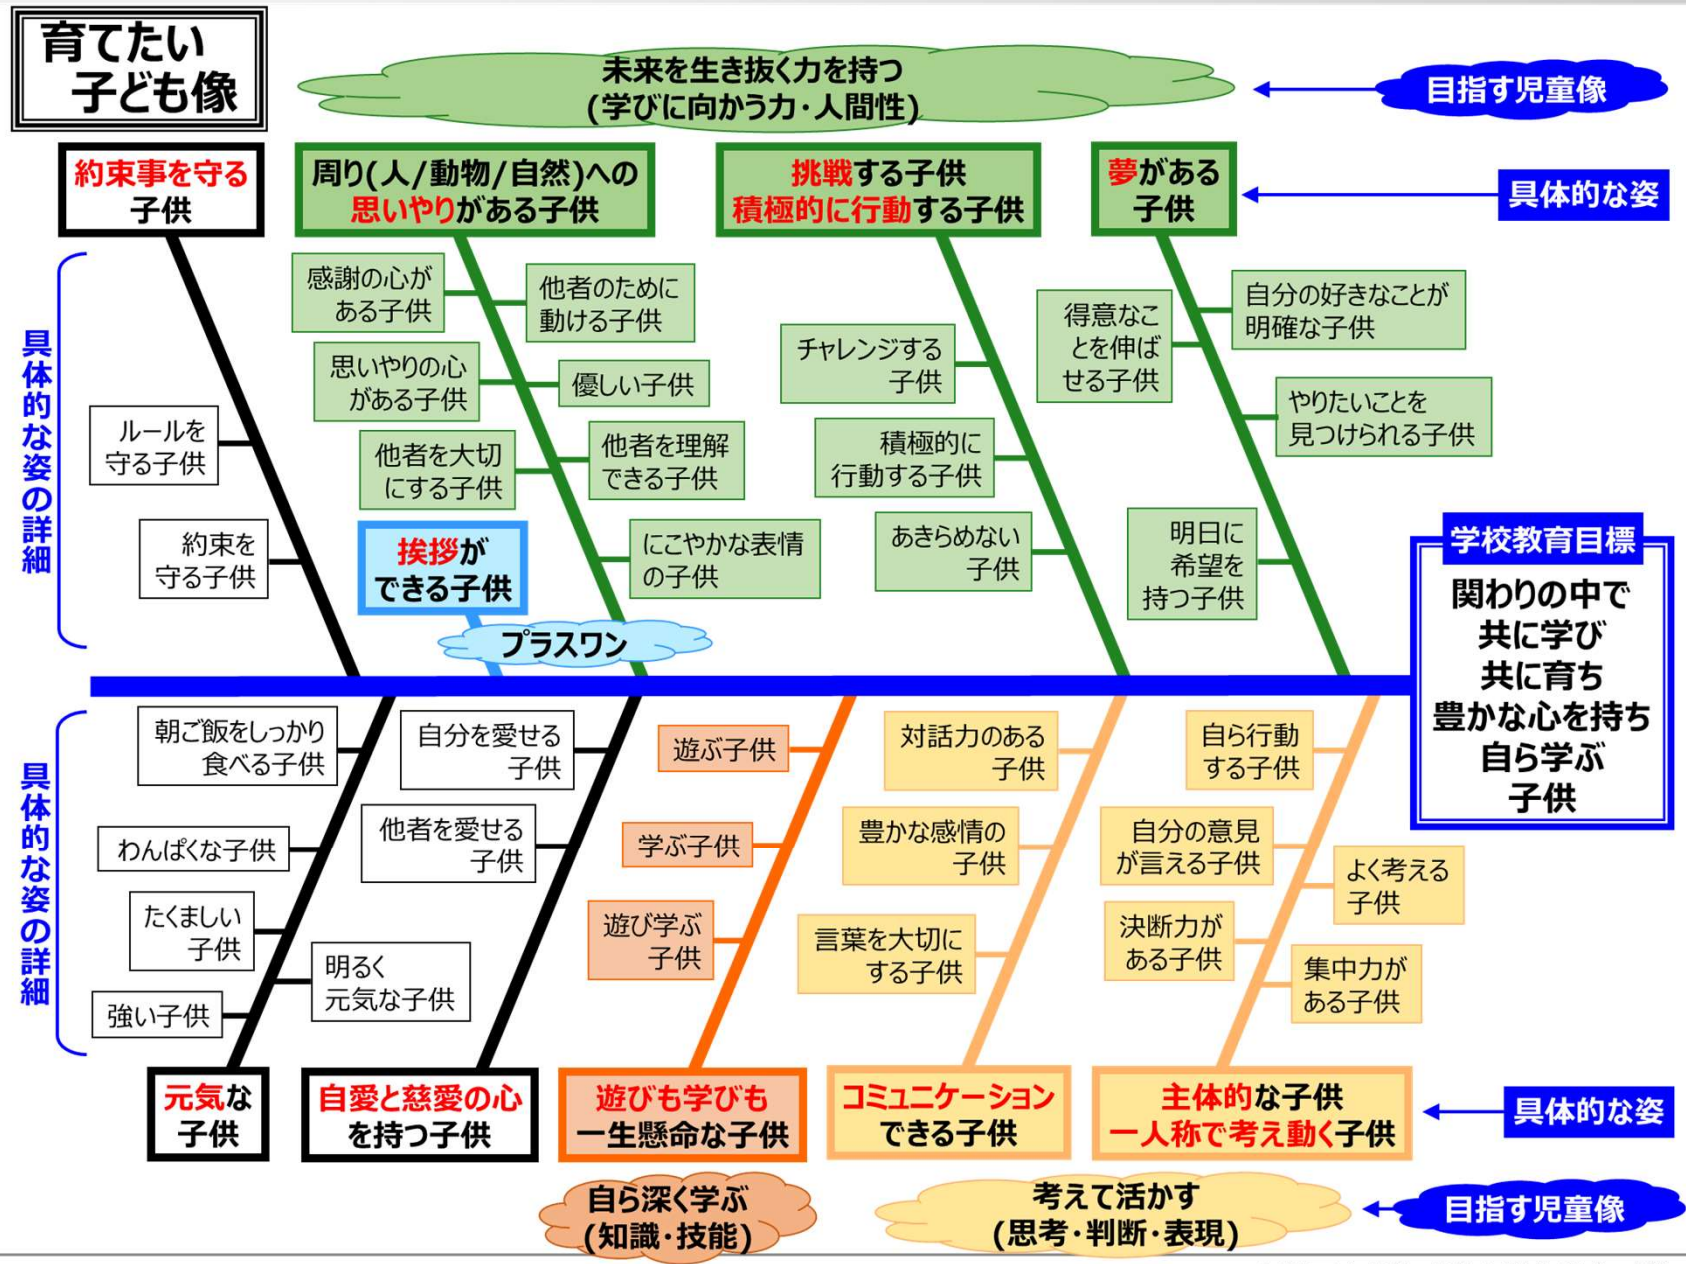 育てたい
子ども像
未来を生き抜く力を持つ
(学びに向かう力・人間性)
目指す児童像
約束事を守る
子供
周り(人/動物/自然)への
思いやりがある子供
挑戦する子供
積極的に行動する子供
夢がある
子供
具体的な姿
具体的な姿の詳細
ルールを
守る子供
約束を
守る子供
感謝の心が
ある子供
他者のために
動ける子供
思いやりの心
がある子供
優しい子供
他者を大切
にする子供
他者を理解
できる子供
にこやかな表情
の子供
挨拶が
できる子供
プラスワン
チャレンジする
子供
積極的に
行動する子供
あきらめない
子供
得意なこ
とを伸ば
せる子供
自分の好きなことが
明確な子供
やりたいことを
見つけられる子供
明日に
希望を
持つ子供
学校教育目標
関わりの中で
共に学び
共に育ち
豊かな心を持ち
自ら学ぶ
子供
具体的な姿の詳細
朝ご飯をしっかり
食べる子供
わんぱくな子供
たくましい
子供
明るく
元気な子供
強い子供
自分を愛せる
子供
他者を愛せる
子供
遊ぶ子供
学ぶ子供
遊び学ぶ
子供
対話力のある
子供
豊かな感情の
子供
言葉を大切に
する子供
自ら行動
する子供
自分の意見
が言える子供
よく考える
子供
決断力が
ある子供
集中力が
ある子供
元気な
子供
自愛と慈愛の心
を持つ子供
遊びも学びも
一生懸命な子供
コミュニケーション
できる子供
主体的な子供
一人称で考え動く子供
具体的な姿
自ら深く学ぶ
(知識・技能)
考えて活かす
(思考・判断・表現)
目指す児童像